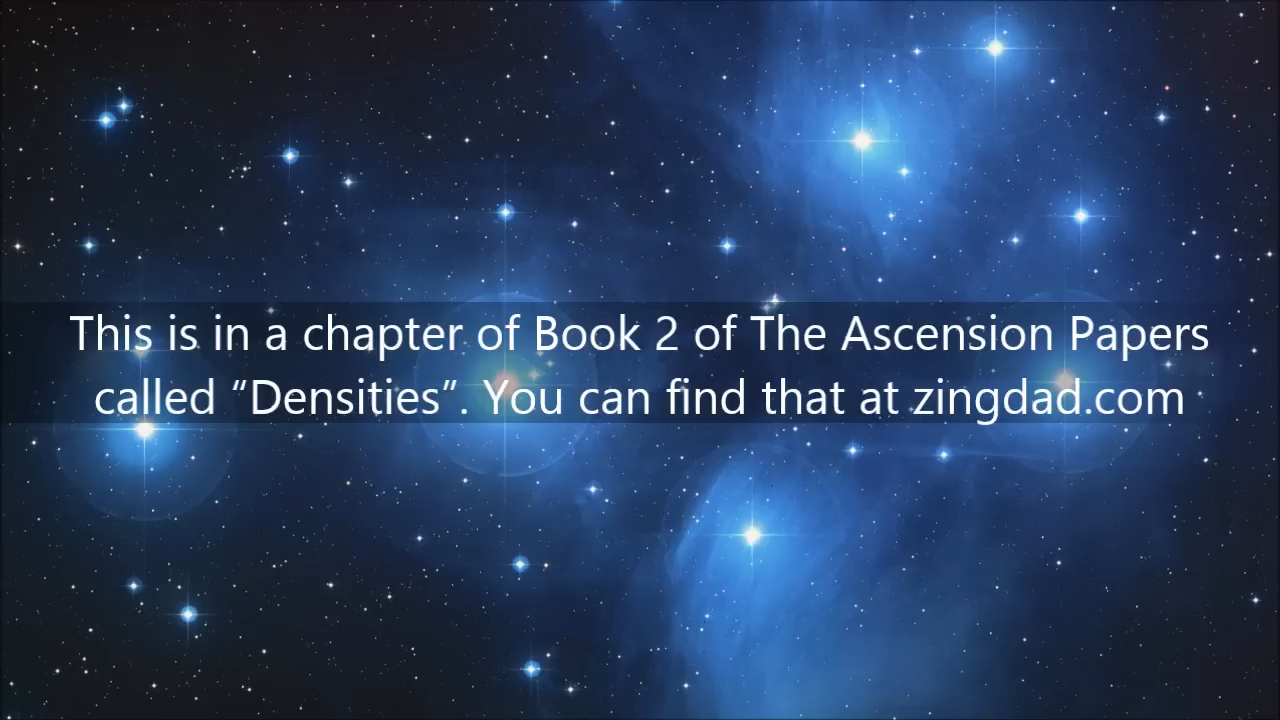 This is in a chapter of Book 2 of The Ascension Papers
called “Densities”. You can find that at zingdad.com